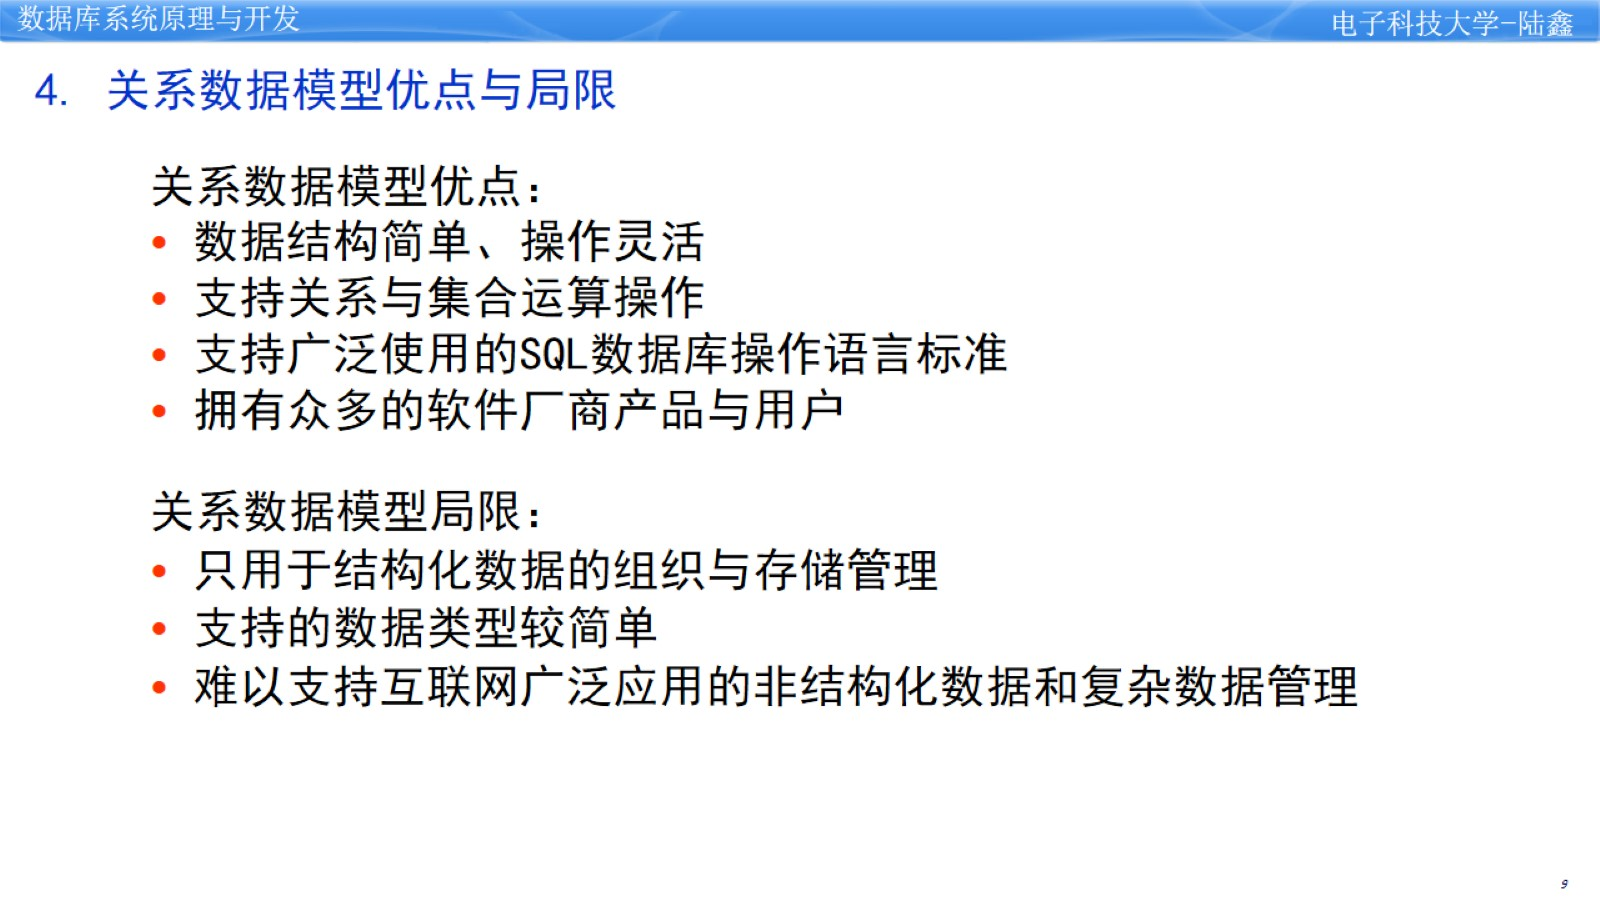 数据库系统原理与开发
电子科技大学-陆鑫
4. 关系数据模型优点与局限
关系数据模型优点：
• 数据结构简单、操作灵活
• 支持关系与集合运算操作
• 支持广泛使用的SQL数据库操作语言标准
• 拥有众多的软件厂商产品与用户
关系数据模型局限：
• 只用于结构化数据的组织与存储管理
• 支持的数据类型较简单
• 难以支持互联网广泛应用的非结构化数据和复杂数据管理
9